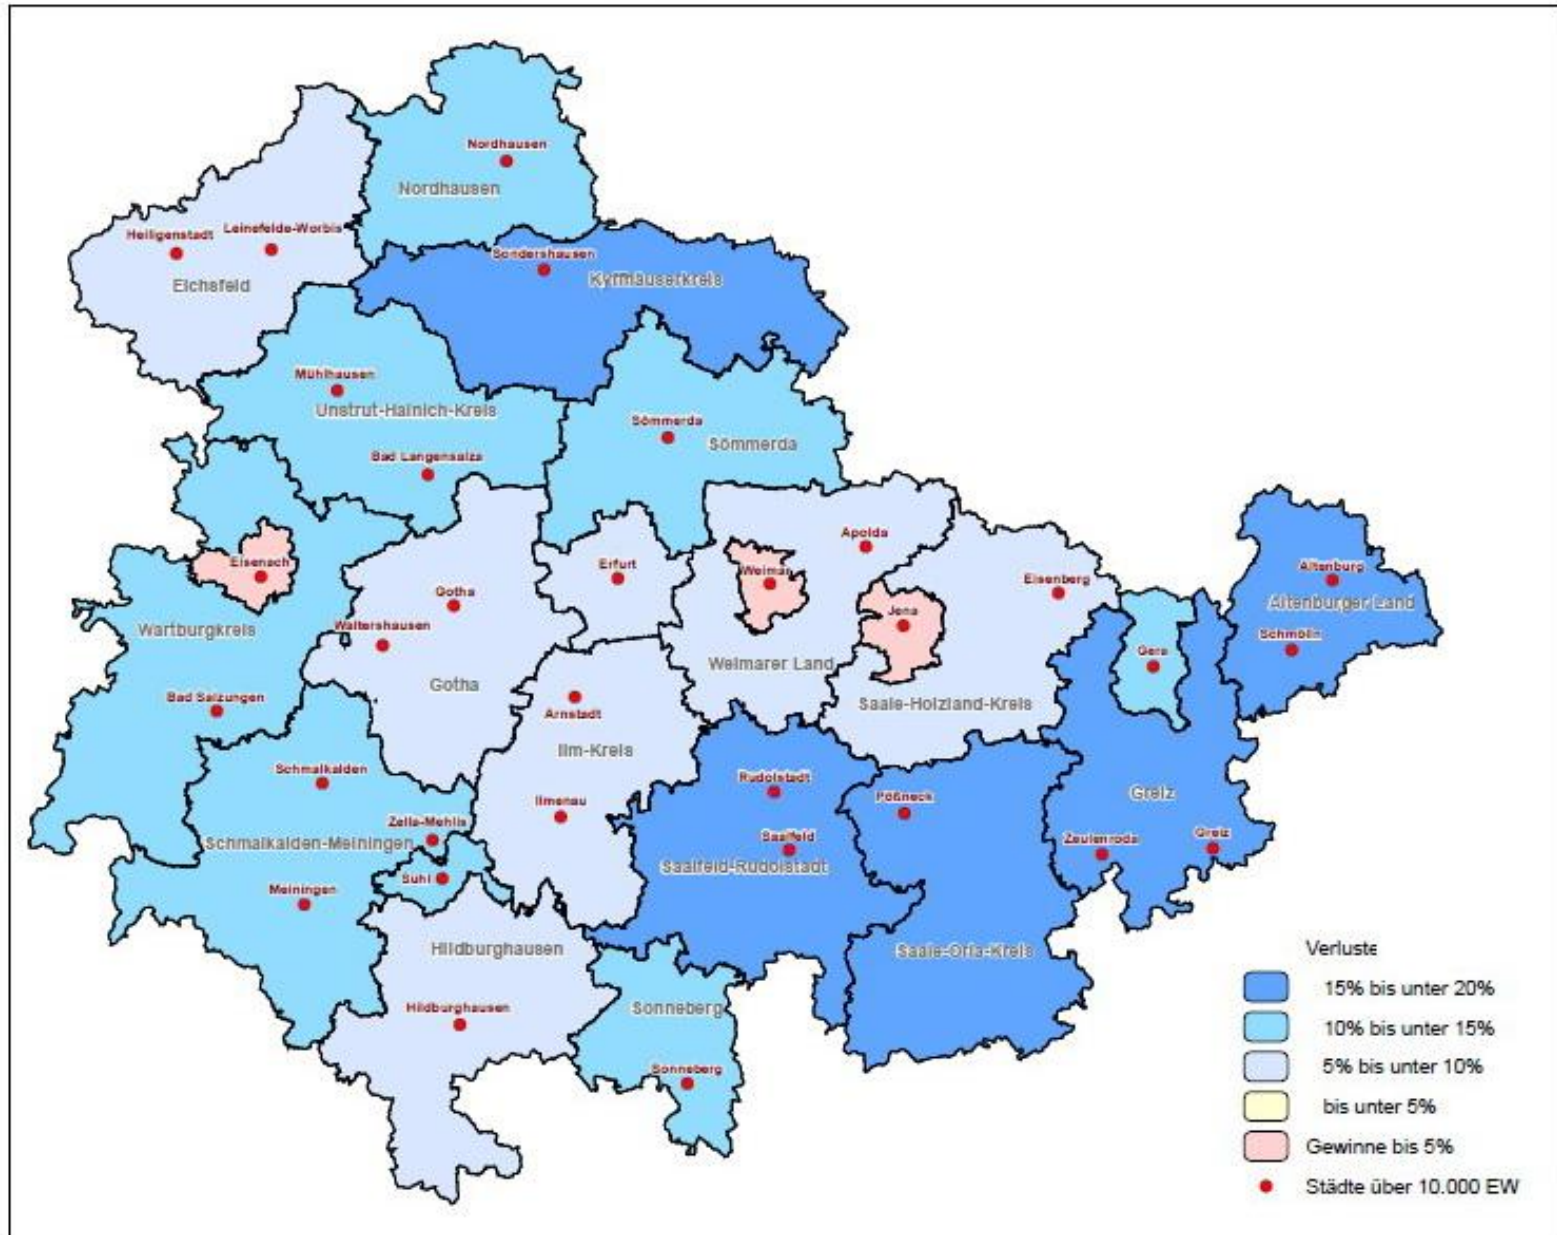 Nordhausen
Nordhausen
Heiligenstadt
Leinefelde-Worbis
Eichsfeld
Sondershausen
Kyffhäuserkreis
Mühlhausen
Unstrut-Hainich-Kreis
Bad Langensalza
Sömmerda
Sömmerda
Eisenach
Wartburgkreis
Bad Salzungen
Gotha
Waltershausen
Gotha
Erfurt
Weimar
Apolda
Weimarer Land
Jena
Eisenberg
Saale-Holzland-Kreis
Gera
Altenburg
Altenburger Land
Schmölln
Arnstadt
Ilm-Kreis
Ilmenau
Schmalkalden
Zella-Mehlis
Schmalkalden-Meiningen
Suhl
Meiningen
Rudolstadt
Saalfeld
Saalfeld-Rudolstadt
Pößneck
Saale-Orla-Kreis
Greiz
Zeulenroda
Greiz
Hildburghausen
Hildburghausen
Sonneberg
Sonneberg
Verluste
15% bis unter 20%
10% bis unter 15%
5% bis unter 10%
bis unter 5%
Gewinne bis 5%
Städte über 10.000 EW